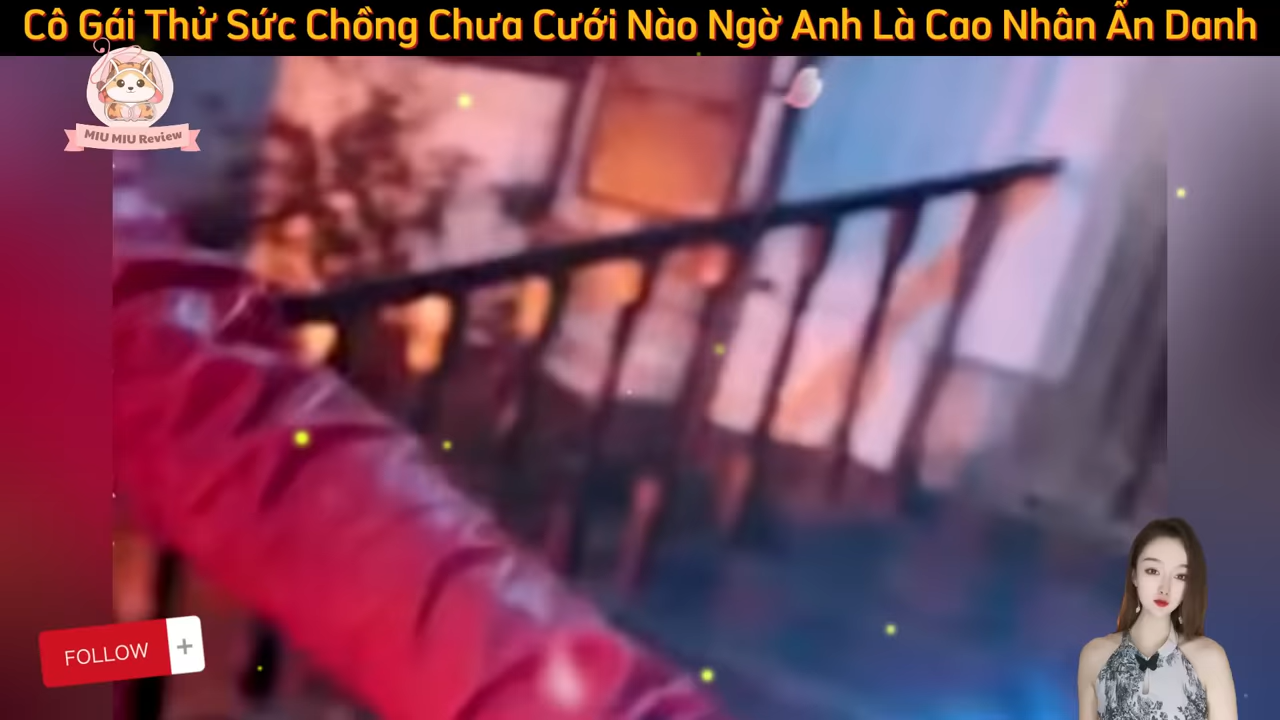 Cô Gái Thử Sức Chồng Chưa Cưới Nào Ngờ Anh Là Cao Nhân Ẩn Danh
MIU MIU Review
FOLLOW +